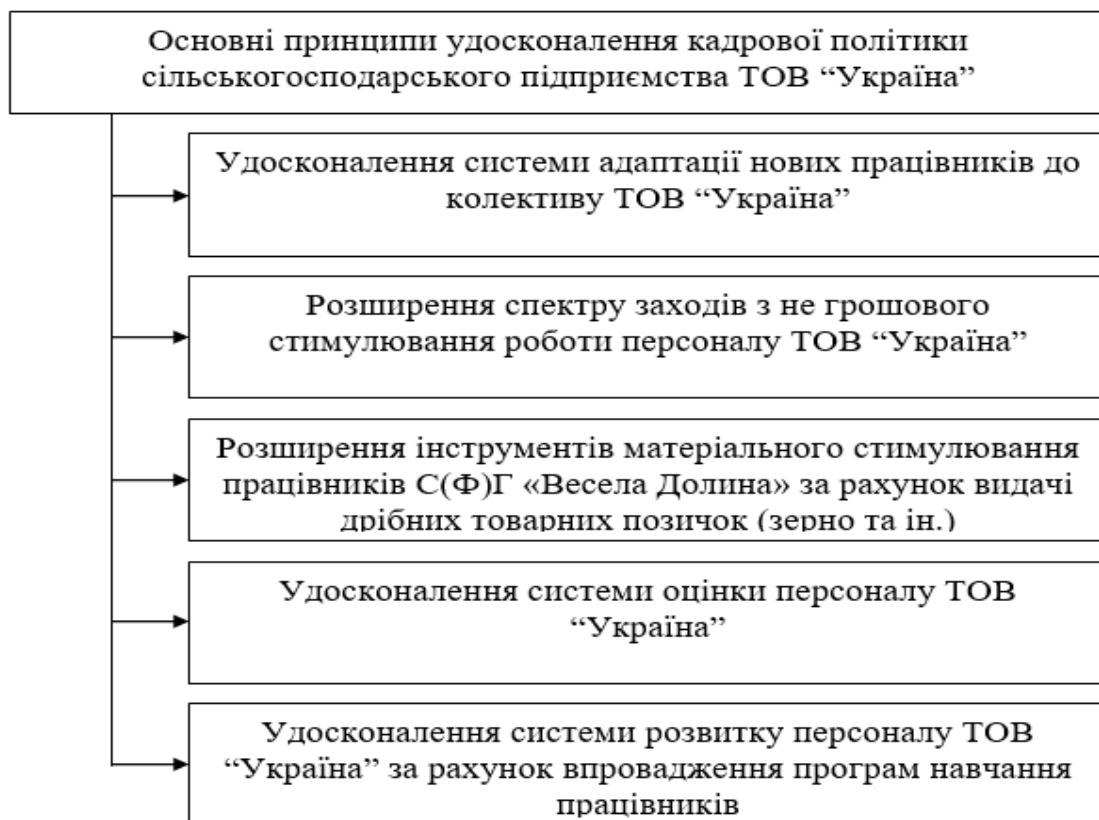 Основні принципи удосконалення кадрової політики
сільськогосподарського підприємства ТОВ “Україна”
Удосконалення системи адаптації нових працівників до
колективу ТОВ “Україна”
Розширення спектру заходів з не грошового
стимулювання роботи персоналу ТОВ “Україна”
Розширення інструментів матеріального стимулювання
працівників С(Ф)Г «Весела Долина» за рахунок видачі
дрібних товарних позичок (зерно та ін.)
Удосконалення системи оцінки персоналу ТОВ
“Україна”
Удосконалення системи розвитку персоналу ТОВ
“Україна” за рахунок впровадження програм навчання
працівників